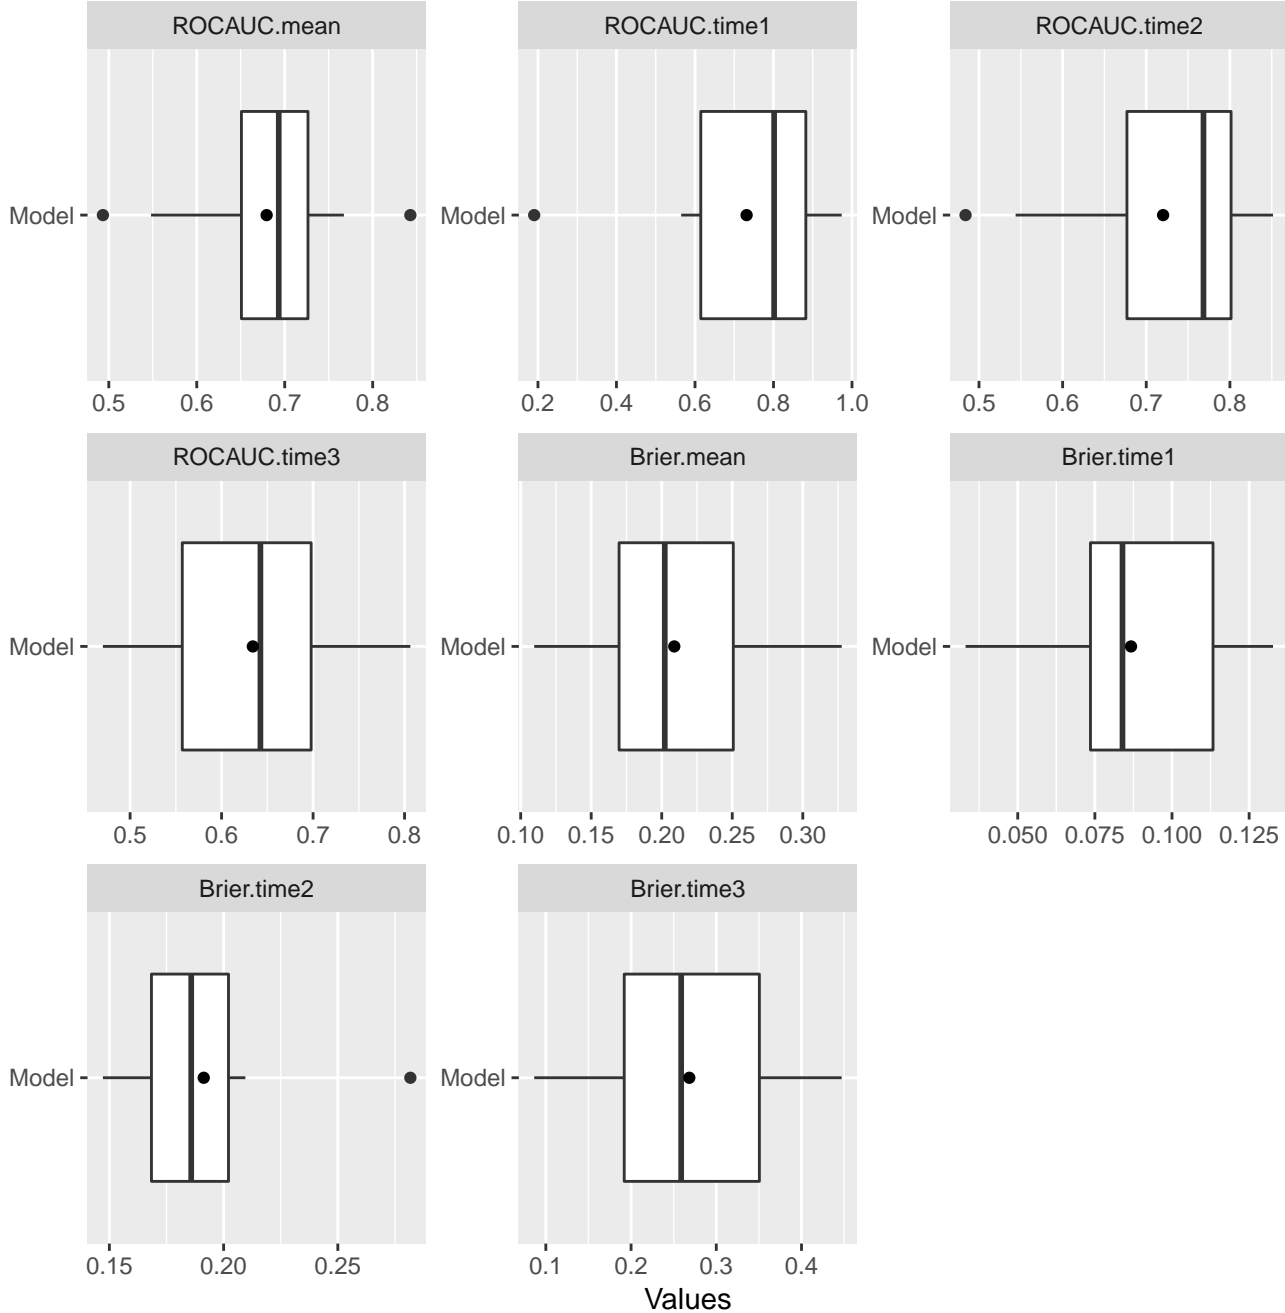 ROCAUC.mean ROCAUC.time1 ROCAUC.time2
Model Model Model
0.5 0.6 0.7 0.8 0.2 0.4 0.6 0.8 1.0 0.5 0.6 0.7 0.8
ROCAUC.time3 Brier.mean Brier.time1
Model Model Model
0.5 0.6 0.7 0.8 0.10 0.15 0.20 0.25 0.30 0.050 0.075 0.100 0.125
Brier.time2 Brier.time3
Model Model
0.15 0.20 0.25 0.1 0.2 0.3 0.4
Values